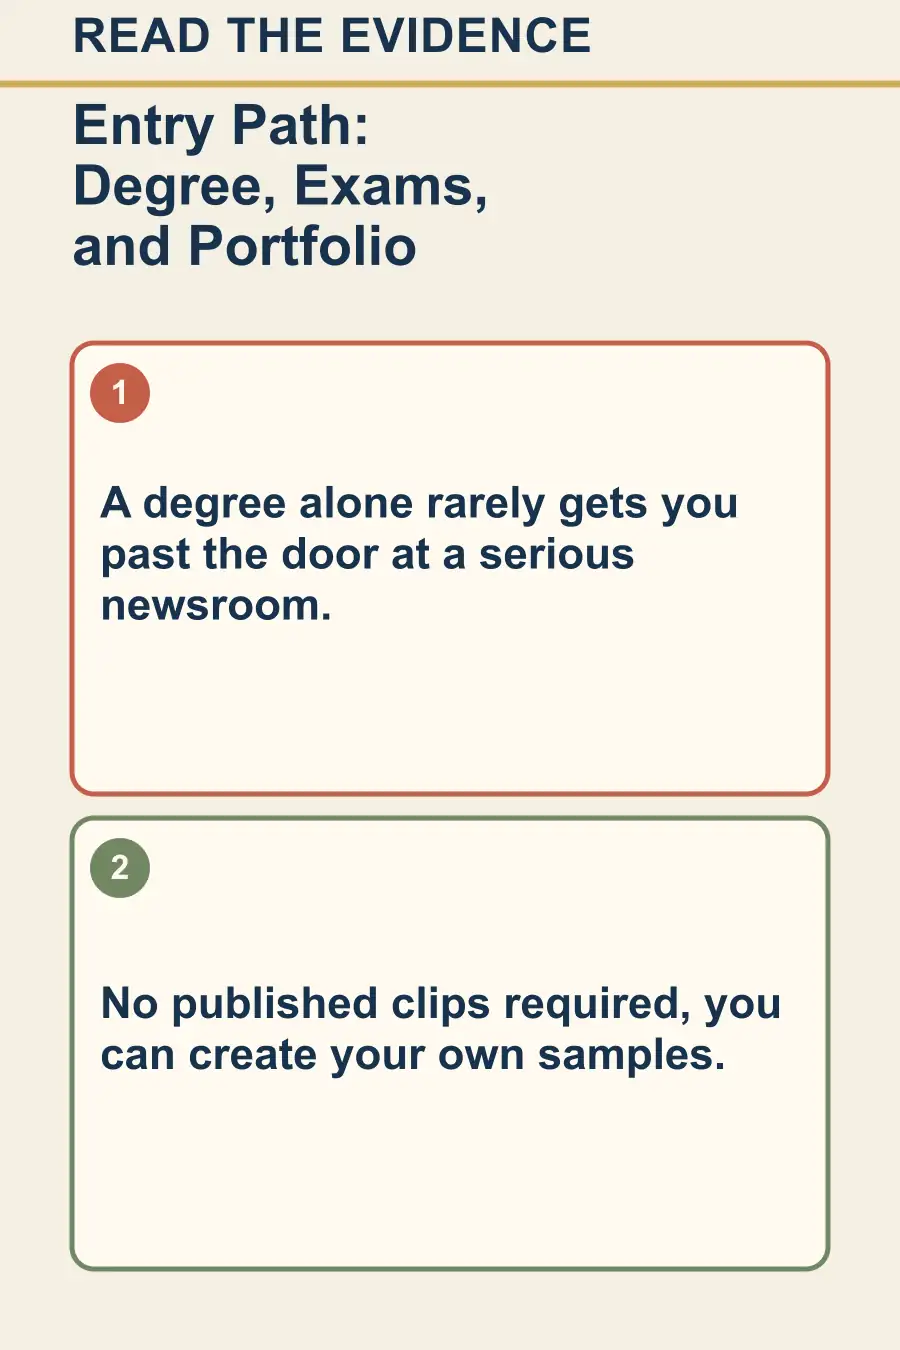 READ THE EVIDENCE
Entry Path:
Degree, Exams,
and Portfolio
1
A degree alone rarely gets you
past the door at a serious
newsroom.
2
No published clips required, you
can create your own samples.